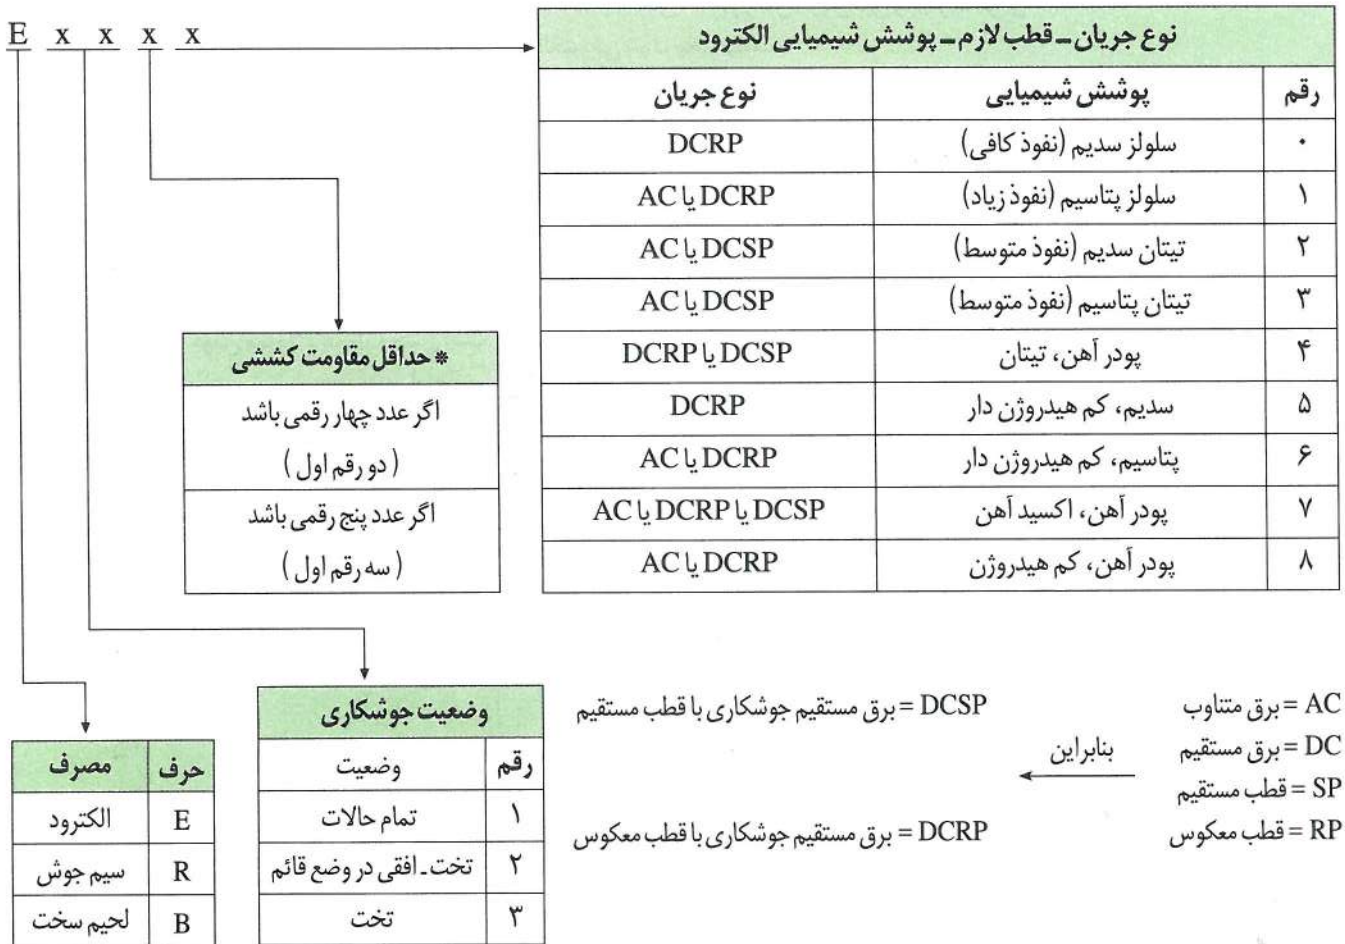 E x x x x
نوع جریان ـ قطب لازم ـ پوشش شیمیایی الکترود
رقم پوشش شیمیایی نوع جریان
۰ سلولز سدیم (نفوذ کافی) DCRP
۱ سلولز پتاسیم (نفوذ زیاد) DCRP یا AC
۲ تیتان سدیم (نفوذ متوسط) DCSP یا AC
۳ تیتان پتاسیم (نفوذ متوسط) DCSP یا AC
۴ پودر آهن، تیتان DCSP یا DCRP
۵ سدیم، کم هیدروژن دار DCRP
۶ پتاسیم، کم هیدروژن دار DCRP یا AC
۷ پودر آهن، اکسید آهن DCSP یا DCRP یا AC
۸ پودر آهن، کم هیدروژن DCRP یا AC
* حداقل مقاومت کششی
اگر عدد چهار رقمی باشد
(دو رقم اول)
اگر عدد پنج رقمی باشد
(سه رقم اول)
AC = برق متناوب
DC = برق مستقیم
SP = قطب مستقیم
RP = قطب معکوس
بنابراین
DCSP = برق مستقیم جوشکاری با قطب مستقیم
DCRP = برق مستقیم جوشکاری با قطب معکوس
وضعیت جوشکاری
رقم وضعیت
۱ تمام حالات
۲ تخت ـ افقی در وضع قائم
۳ تخت
حرف مصرف
E الکترود
R سیم جوش
B لحیم سخت